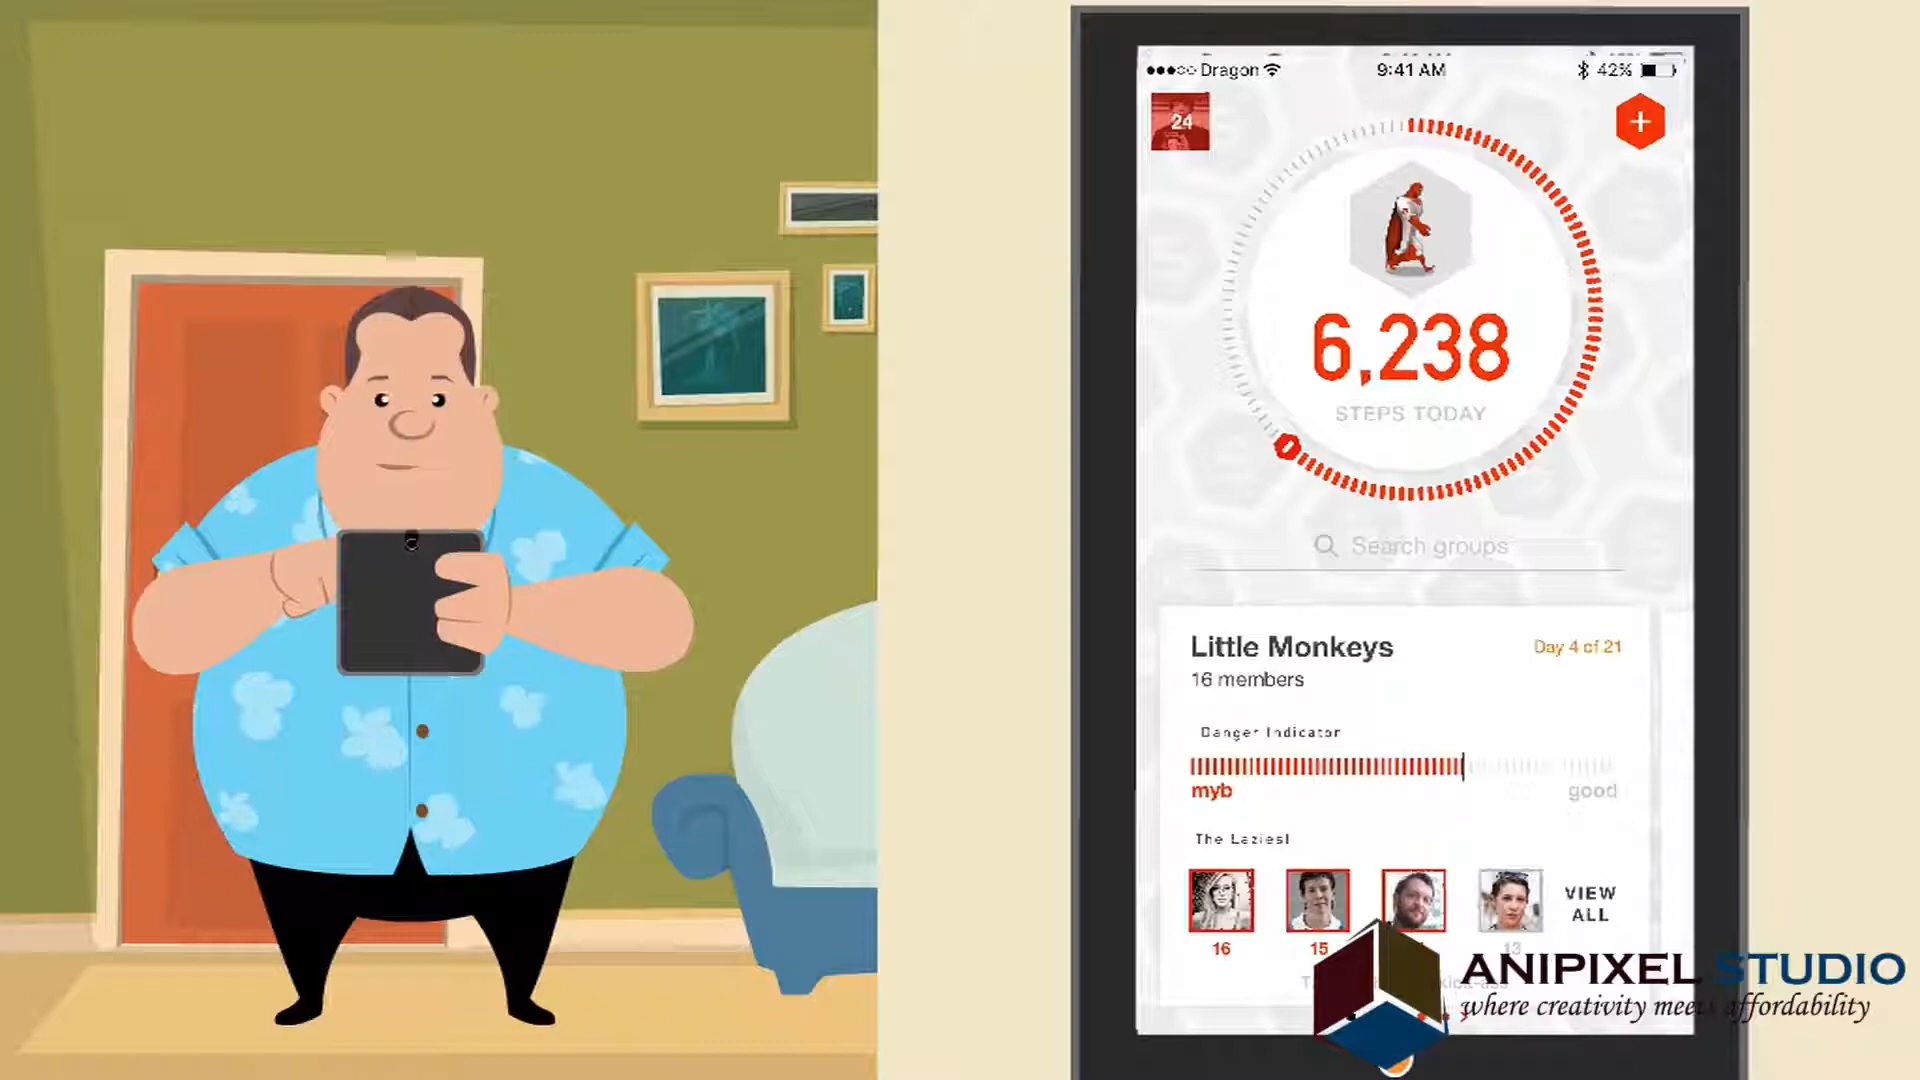 Dragon 9:41 AM 42%
24
+
6,238
STEPS TODAY
Search groups
Little Monkeys
Day 4 of 21
16 members
Danger Indicator
myb
good
The Laziest
VIEW
ALL
16
15
13
ANIPIXEL STUDIO
where creativity meets affordability